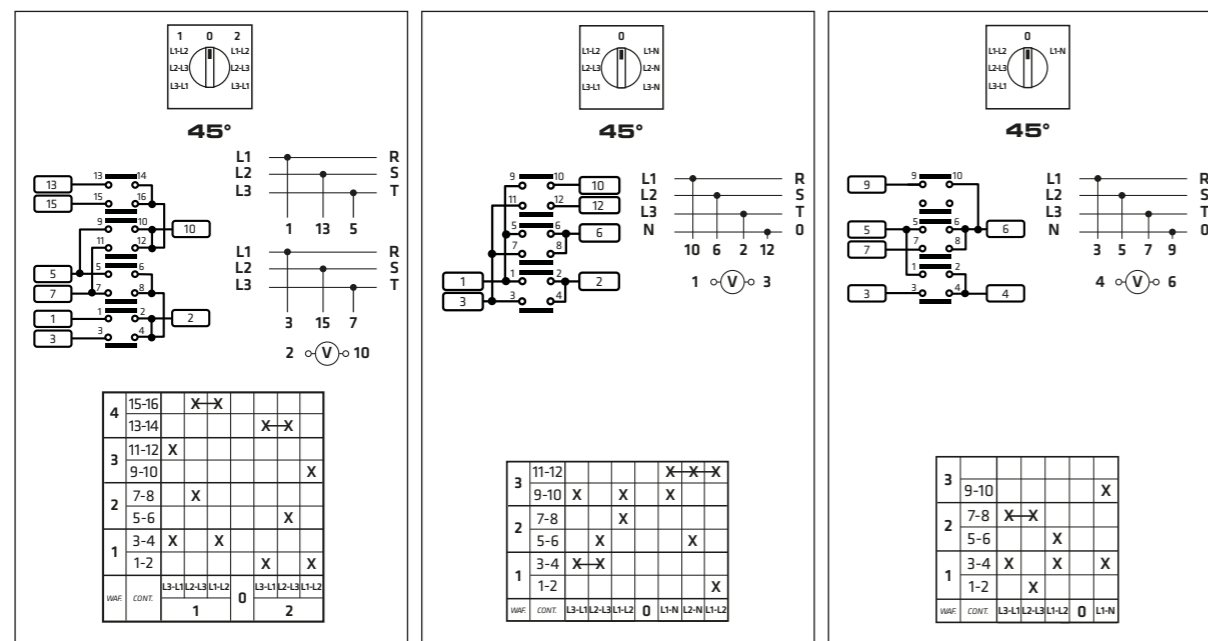 1 0 2
L1-L2 L1-L2
L2-L3 L2-L3
L3-L1 L3-L1
45°
L1 R
L2 S
L3 T
1 13 5
L1 R
L2 S
L3 T
3 15 7
2 V 10
13 13 14
15 15 16
9 10 10
11 12
5 5 6
7 7 8
1 1 2 2
3 3 4
4 15-16 X X
13-14 X X
3 11-12 X
9-10 X
2 7-8 X
5-6 X
1 3-4 X X
1-2 X X
WAF. CONT. L3-L1 L2-L3 L1-L2 0 L3-L1 L2-L3 L1-L2
1 2
0
L1-L2 L1-N
L2-L3 L2-N
L3-L1 L3-N
45°
9 10 10
11 12 12
5 6 6
7 8
1 1 2 2
3 3 4
L1 R
L2 S
L3 T
N 0
10 6 2 12
1 V 3
3 11-12 X X X
9-10 X X X
2 7-8 X
5-6 X X
1 3-4 X X
1-2 X
WAF. CONT. L3-L1 L2-L3 L1-L2 0 L1-N L2-N L1-L2
0
L1-L2 L1-N
L2-L3
L3-L1
45°
9 9 10
5 5 6 6
7 7 8
1 2
3 3 4 4
L1 R
L2 S
L3 T
N 0
3 5 7 9
4 V 6
3
9-10 X
2 7-8 X X
5-6 X
1 3-4 X X X
1-2 X
WAF. CONT. L3-L1 L2-L3 L1-L2 0 L1-N